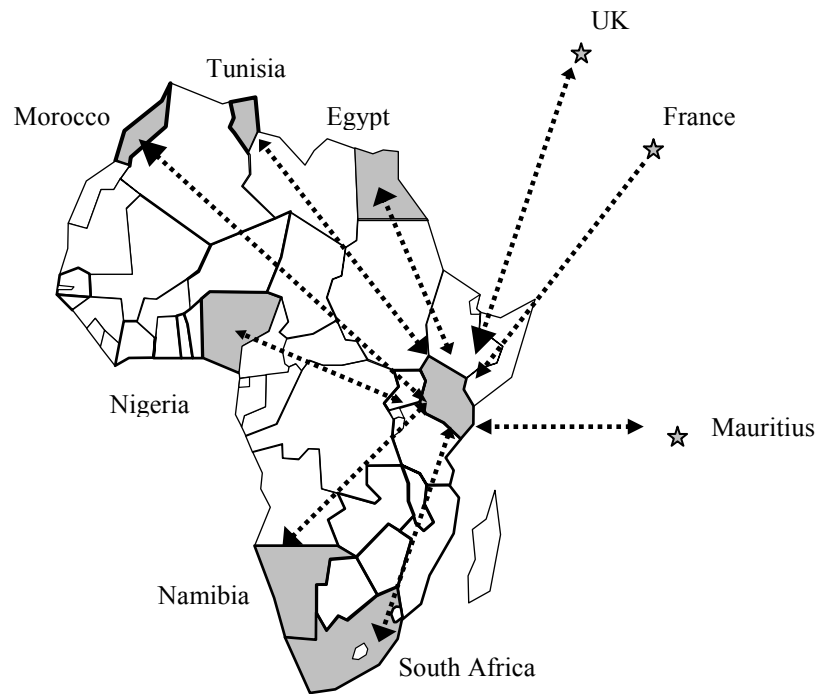 UK
Tunisia
Morocco
Egypt
France
Nigeria
Mauritius
Namibia
South Africa